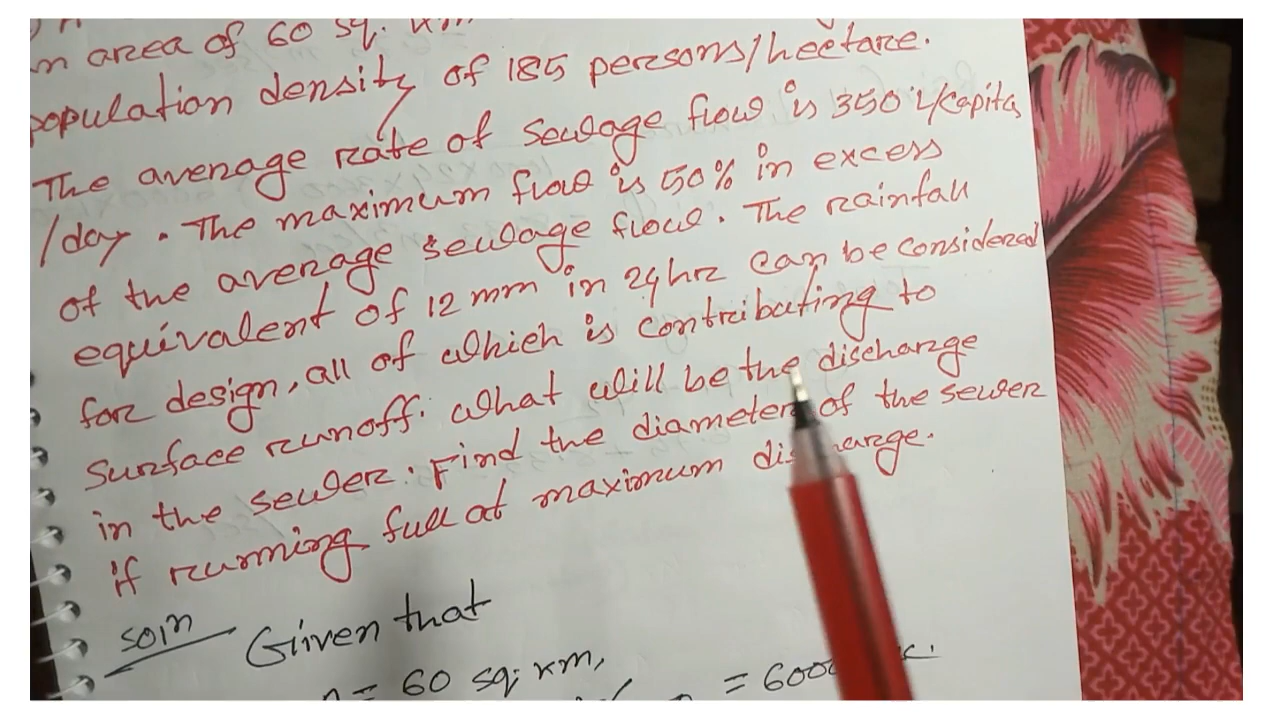 area of 60 sq. km
population density of 185 persons/hectare.
The average rate of sewage flow is 350 L/capita
/day. The maximum flow is 50% in excess
of the average sewage flow. The rainfall
equivalent of 12 mm in 24 hr can be considered
for design, all of which is contributing to
surface runoff. What will be the discharge
in the sewer. Find the diameter of the sewer
if running full at maximum discharge.
Soln Given that
= 60 sq. km,
= 6000